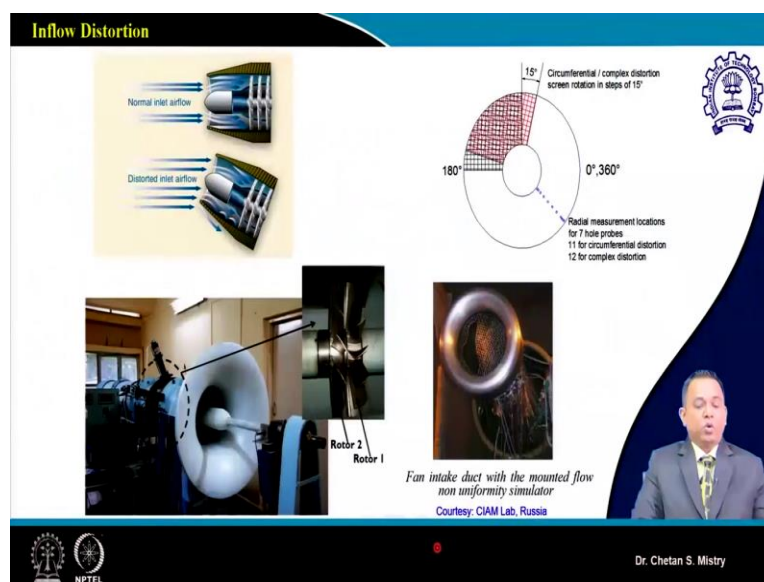 Inflow Distortion
Normal inlet airflow
Distorted inlet airflow
15°
Circumferential / complex distortion
screen rotation in steps of 15°
180°
0°,360°
Radial measurement locations
for 7 hole probes
11 for circumferential distortion
12 for complex distortion
Rotor 2
Rotor 1
Fan intake duct with the mounted flow
non uniformity simulator
Courtesy: CIAM Lab, Russia
NPTEL
Dr. Chetan S. Mistry